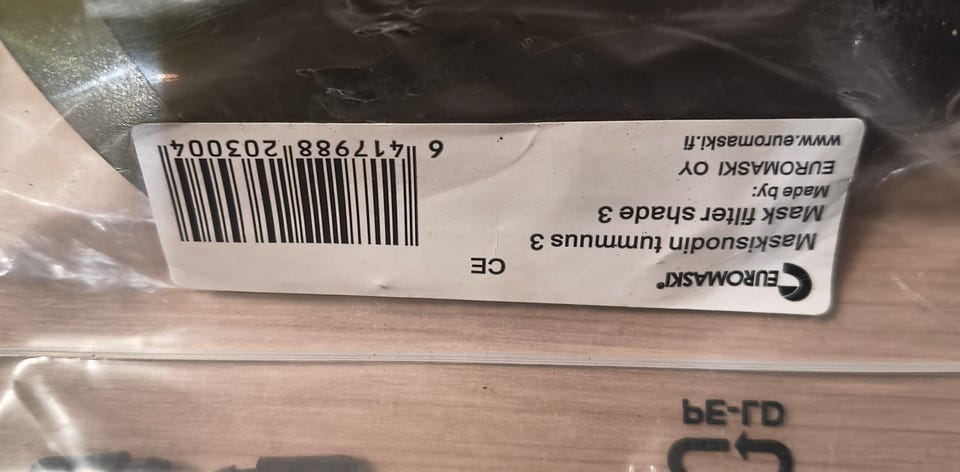 EUROMASKI®
CE
Maskisuodin tummuus 3
Mask filter shade 3
Made by:
EUROMASKI OY
www.euromaski.fi
6 417988 203004
PE-LD